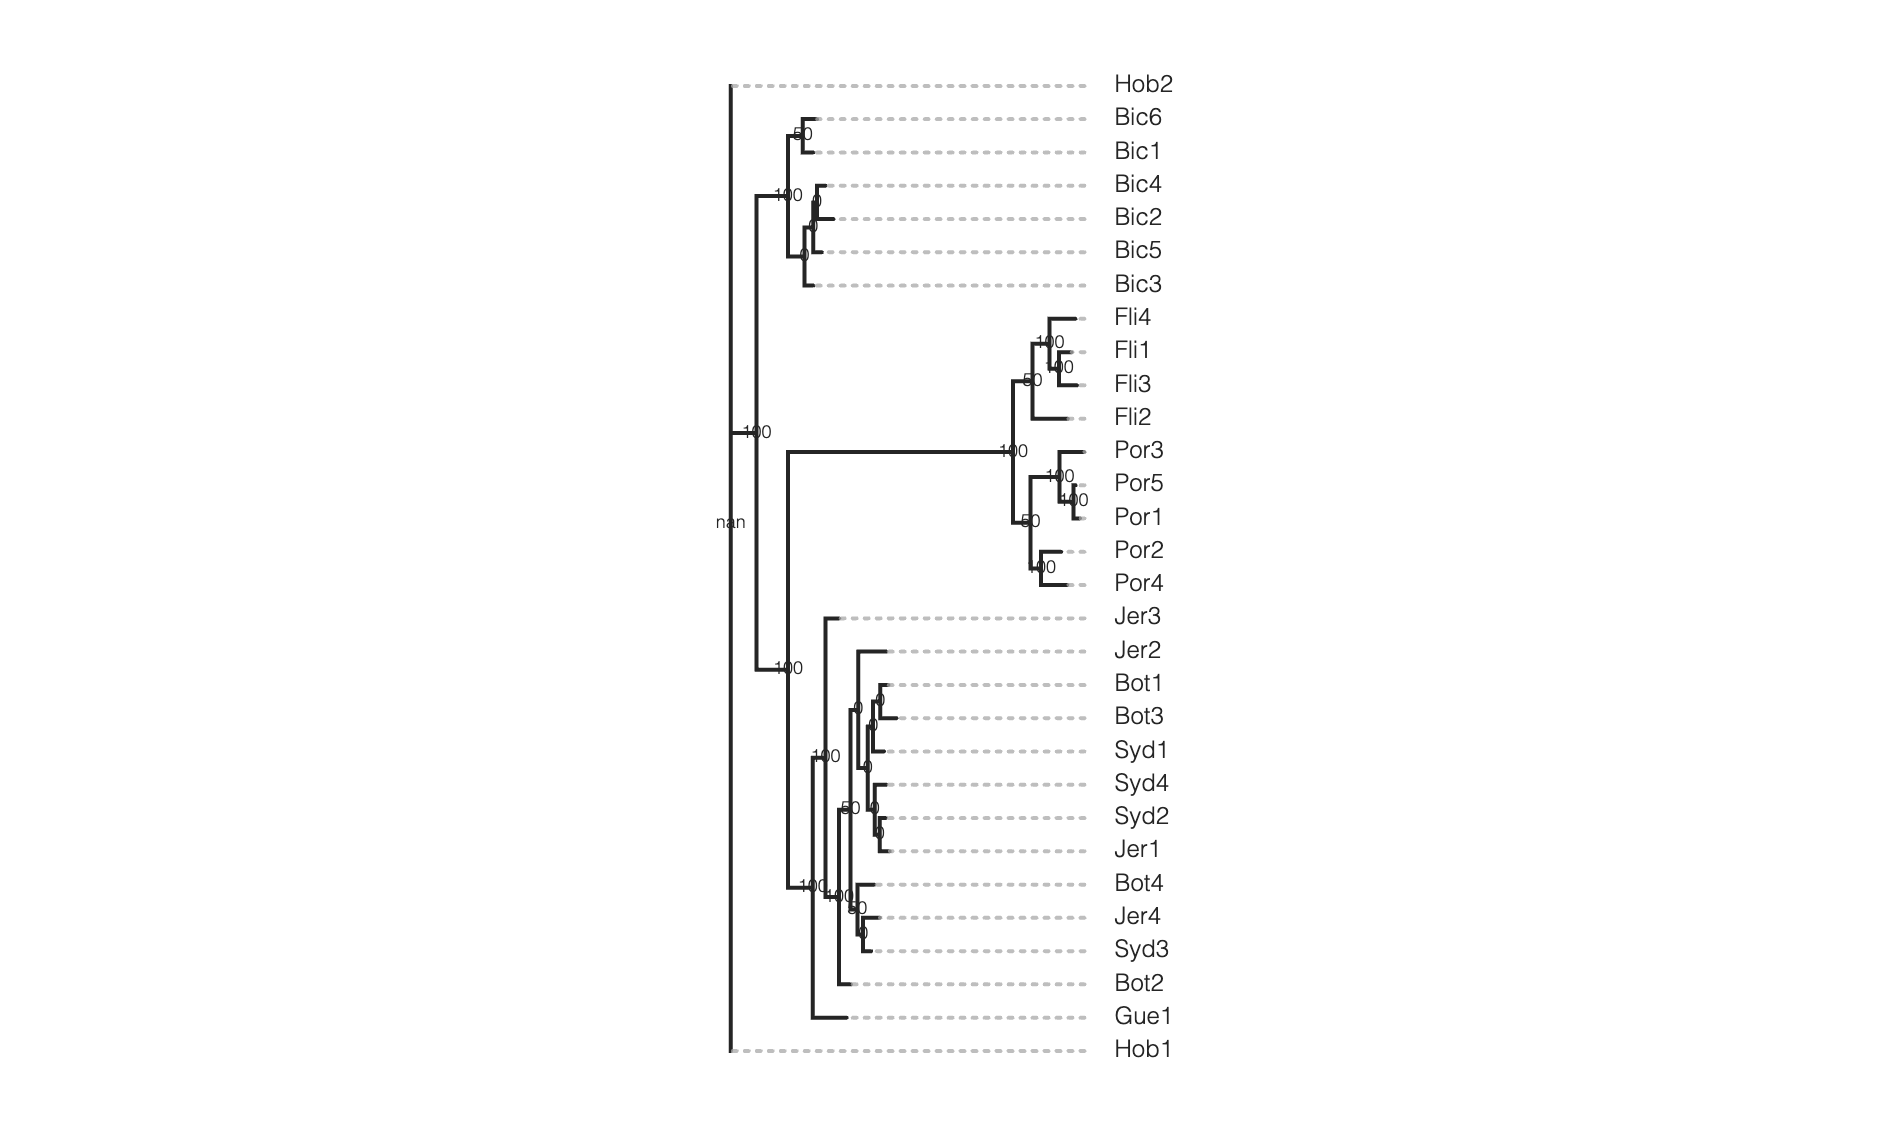 Hob2
Bic6
50
Bic1
Bic4
100
0
Bic2
0
Bic5
0
Bic3
Fli4
100
Fli1
100
50
Fli3
Fli2
100
100
Por3
100
Por5
100
Por1
nan
50
Por2
100
Por4
Jer3
Jer2
100
Bot1
0
0
Bot3
0
Syd1
100
0
Syd4
50
0
Syd2
0
Jer1
Bot4
100
100
50
Jer4
0
Syd3
Bot2
Gue1
Hob1